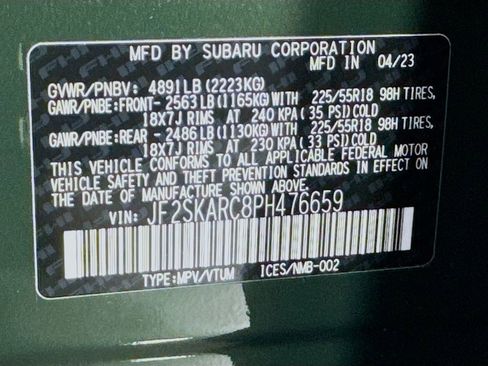 MFD BY SUBARU CORPORATION
MFD IN 04/23
GVWR/PNBV: 4891LB (2223KG)
GAWR/PNBE:FRONT- 2563LB (1165KG) WITH 225/55R18 98H TIRES,
18X7J RIMS AT 240 KPA ( 35 PSI) COLD
GAWR/PNBE:REAR - 2486LB (1130KG) WITH 225/55R18 98H TIRES,
18X7J RIMS AT 230 KPA ( 33 PSI) COLD
THIS VEHICLE CONFORMS TO ALL APPLICABLE FEDERAL MOTOR
VEHICLE SAFETY AND THEFT PREVENTION STANDARDS IN EFFECT ON
THE DATE OF MANUFACTURE SHOWN ABOVE.
VIN: JF2SKARC8PH476659
TYPE:MPV/VTUM ICES/NMB-002